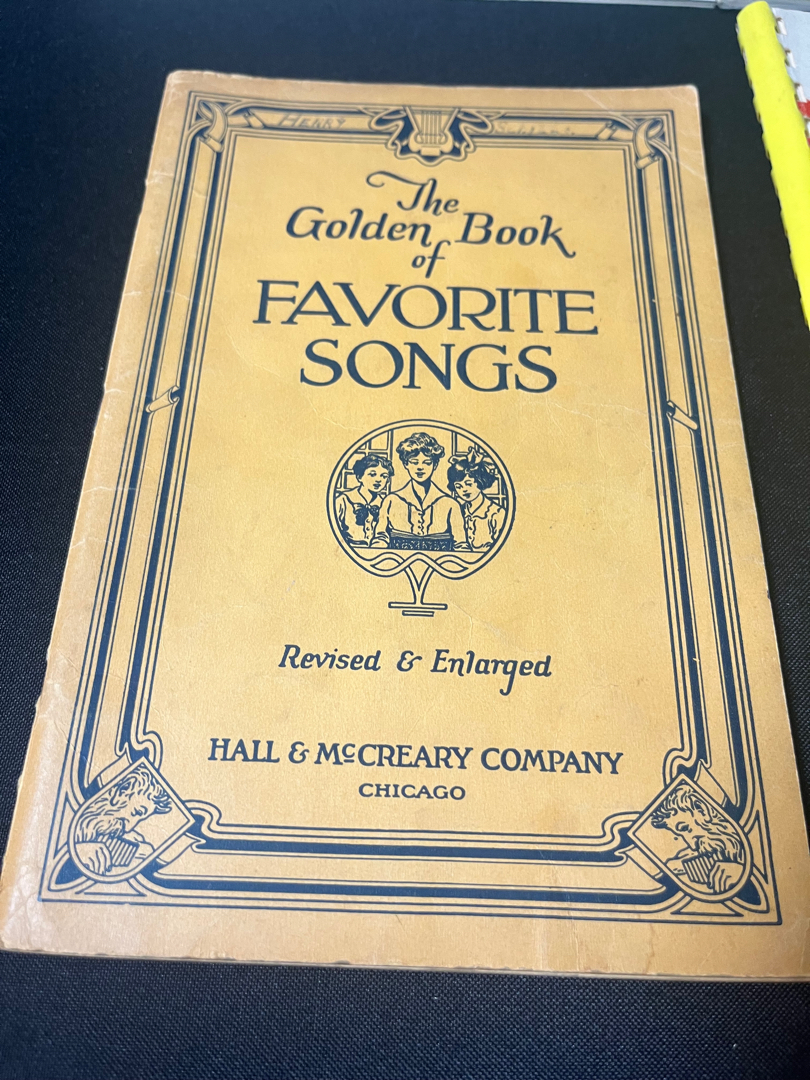 HENRY
The
Golden Book
of
FAVORITE
SONGS
Revised & Enlarged
HALL & McCREARY COMPANY
CHICAGO